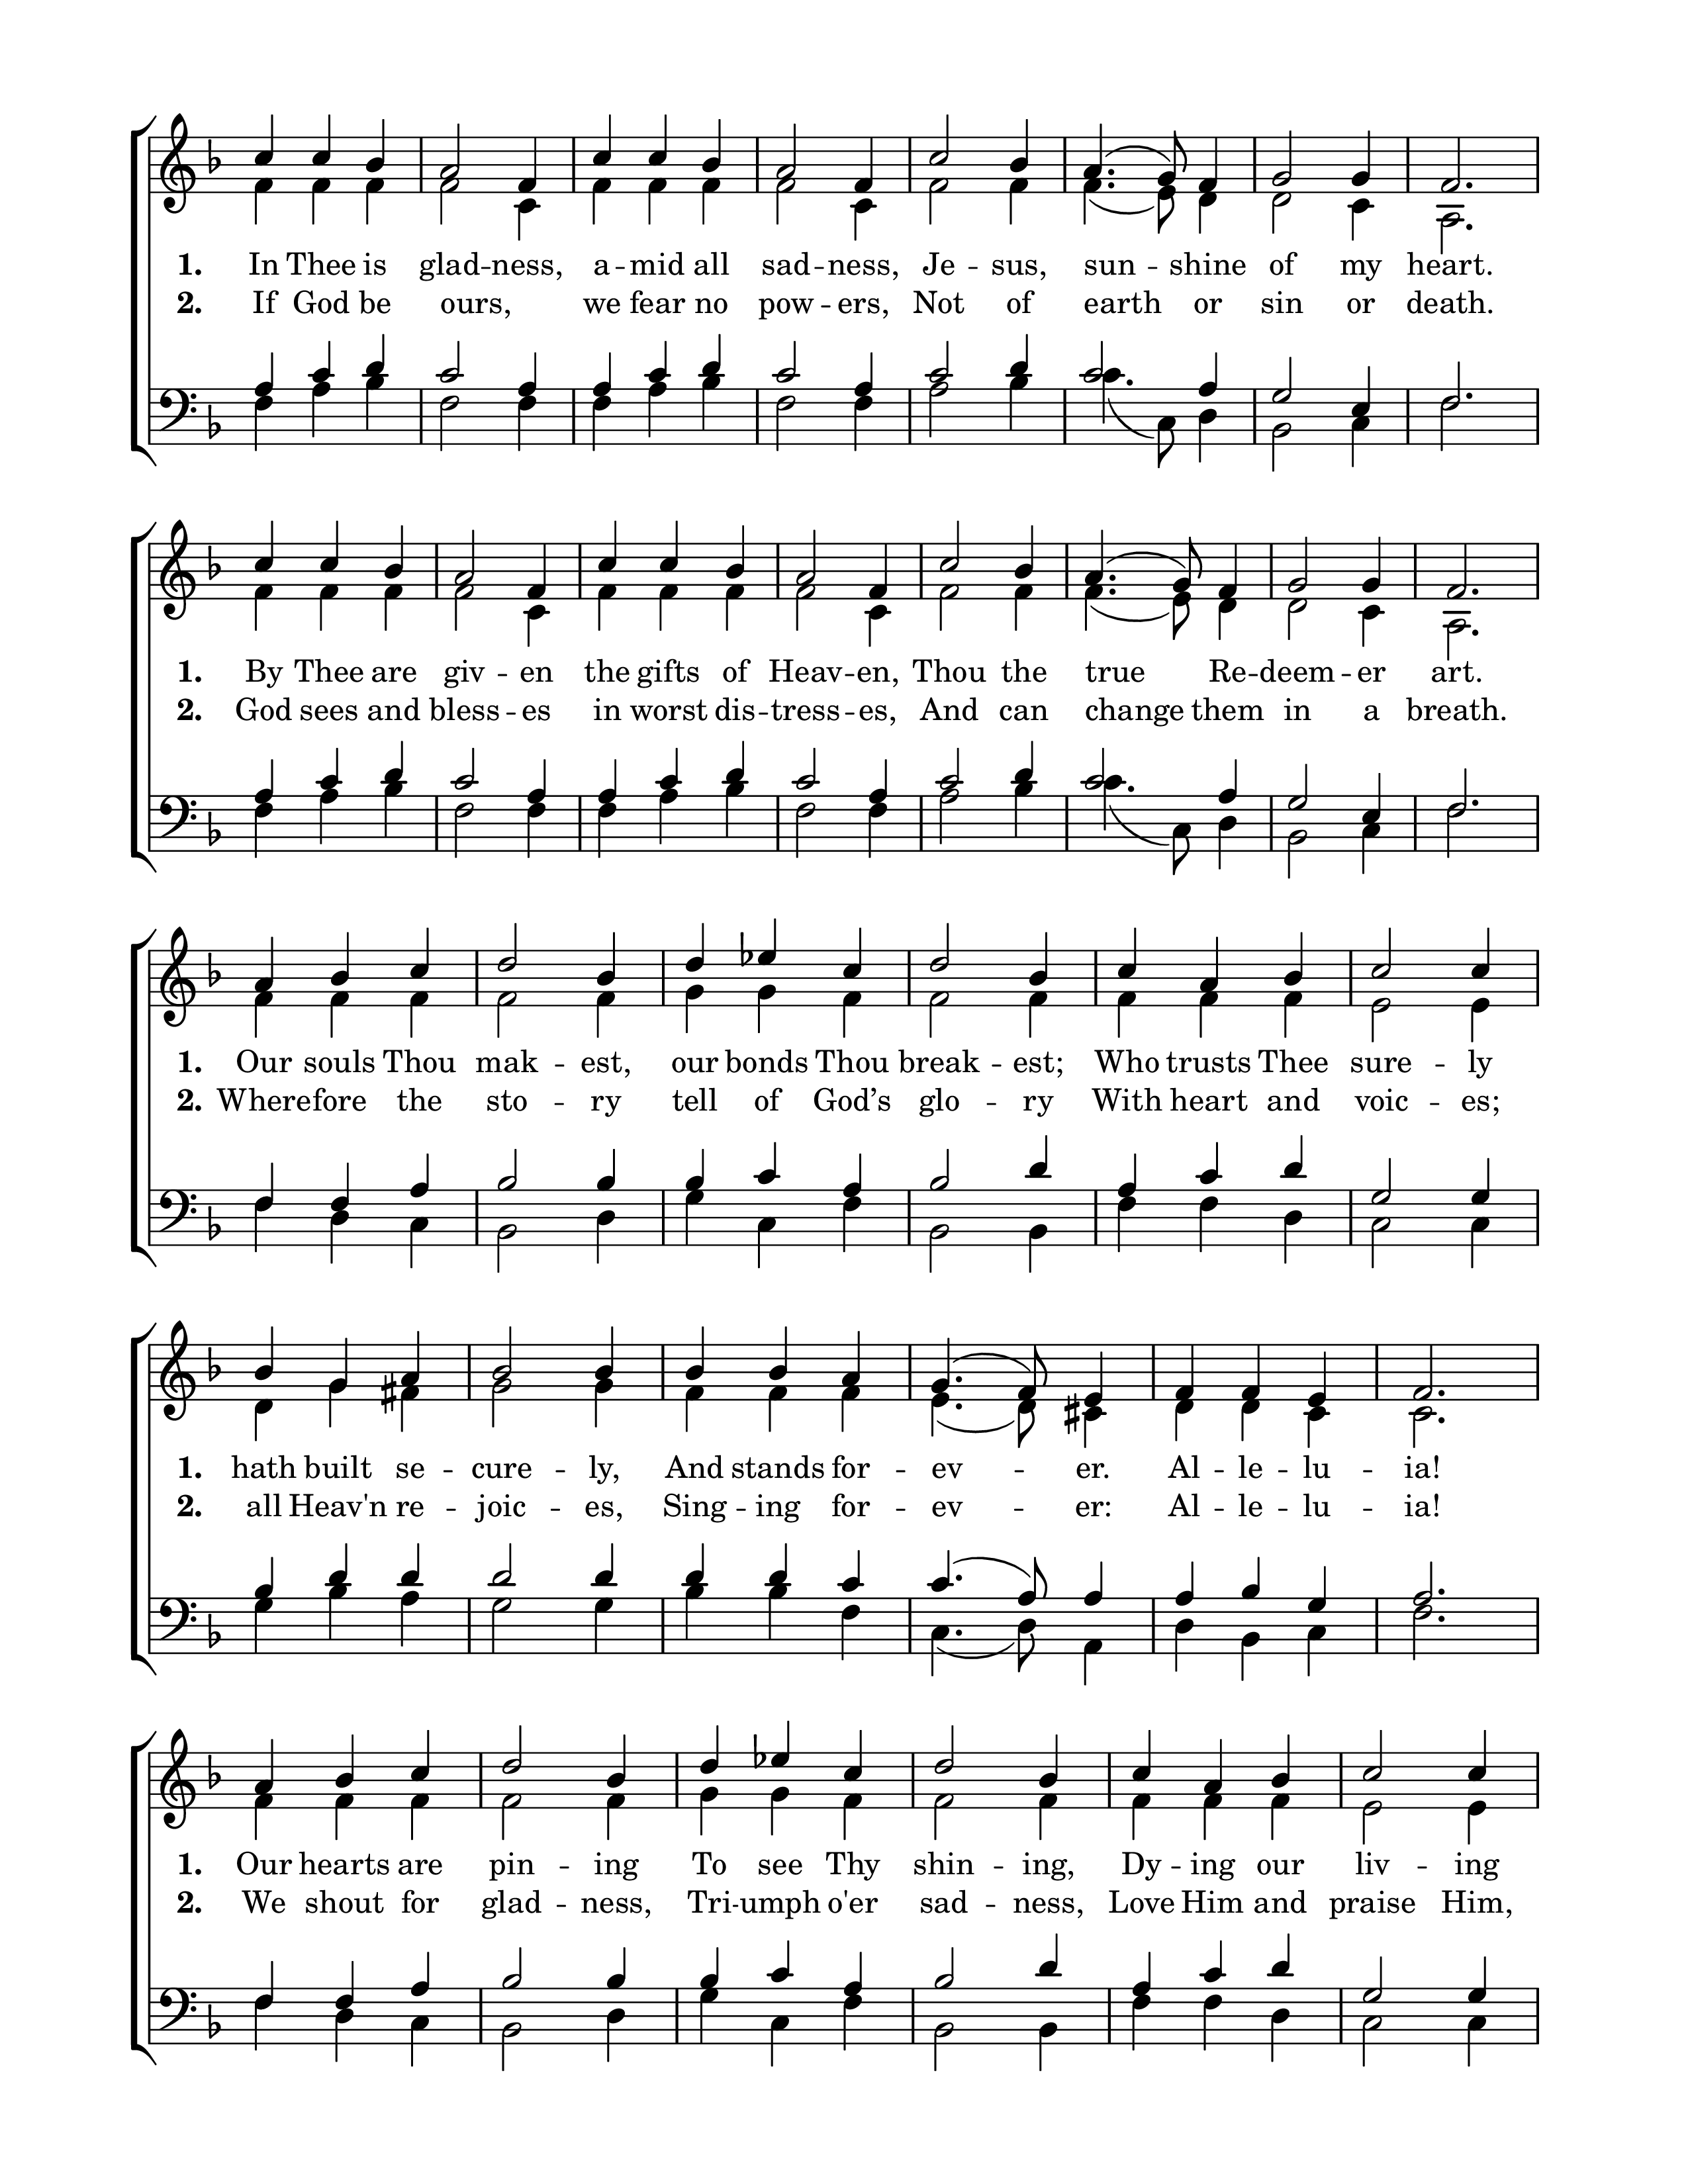 1. In Thee is glad -- ness, a -- mid all sad -- ness, Je -- sus, sun -- shine of my heart.
2. If God be ours, we fear no pow -- ers, Not of earth or sin or death.
1. By Thee are giv -- en the gifts of Heav -- en, Thou the true Re -- deem -- er art.
2. God sees and bless -- es in worst dis -- tress -- es, And can change them in a breath.
1. Our souls Thou mak -- est, our bonds Thou break -- est; Who trusts Thee sure -- ly
2. Wherefore the sto -- ry tell of God’s glo -- ry With heart and voic -- es;
1. hath built se -- cure -- ly, And stands for -- ev -- er. Al -- le -- lu -- ia!
2. all Heav'n re -- joic -- es, Sing -- ing for -- ev -- er: Al -- le -- lu -- ia!
1. Our hearts are pin -- ing To see Thy shin -- ing, Dy -- ing our liv -- ing
2. We shout for glad -- ness, Tri -- umph o'er sad -- ness, Love Him and praise Him,